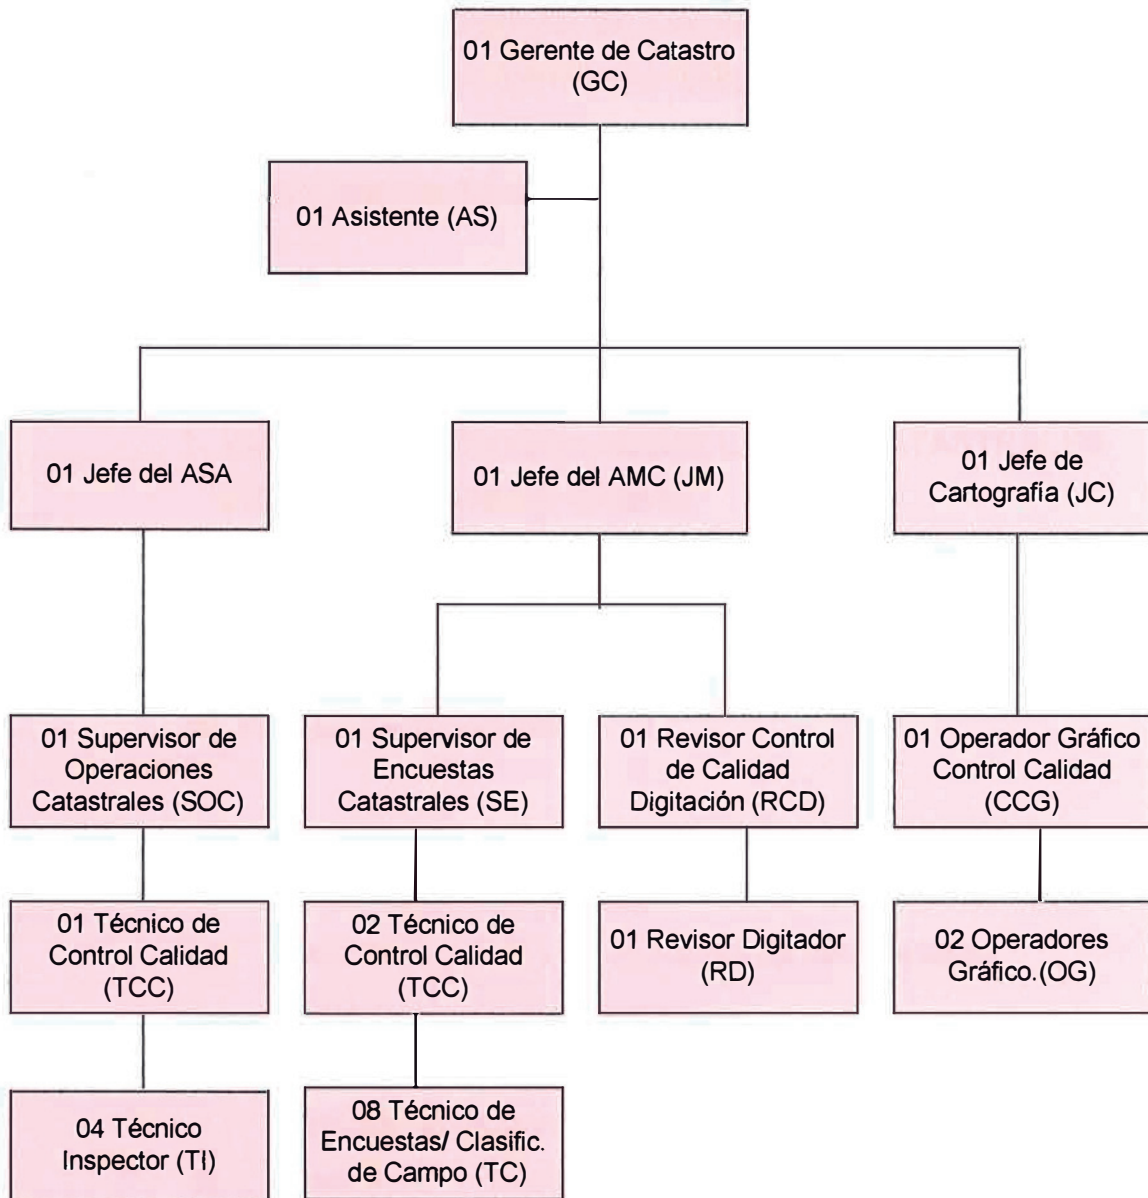 01 Gerente de Catastro
(GC)
01 Asistente (AS)
01 Jefe del ASA
01 Jefe del AMC (JM)
01 Jefe de
Cartografía (JC)
01 Supervisor de
Operaciones
Catastrales (SOC)
01 Supervisor de
Encuestas
Catastrales (SE)
01 Revisor Control
de Calidad
Digitación (RCD)
01 Operador Gráfico
Control Calidad
(CCG)
01 Técnico de
Control Calidad
(TCC)
02 Técnico de
Control Calidad
(TCC)
01 Revisor Digitador
(RD)
02 Operadores
Gráfico.(OG)
04 Técnico
Inspector (TI)
08 Técnico de
Encuestas/ Clasific.
de Campo (TC)